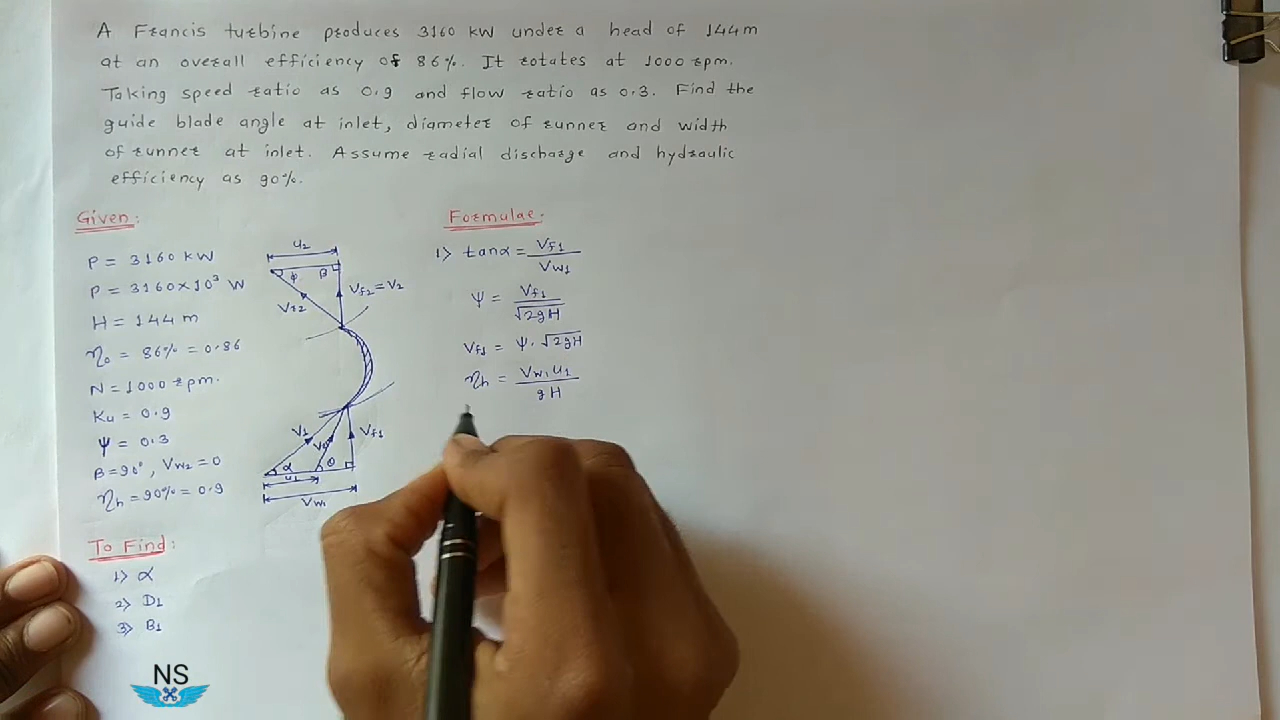 A Francis turbine produces 3160 kW under a head of 144m
at an overall efficiency of 86%. It rotates at 1000 rpm.
Taking speed ratio as 0.9 and flow ratio as 0.3. Find the
guide blade angle at inlet, diameter of runner and width
of runner at inlet. Assume radial discharge and hydraulic
efficiency as 90%.
Given:
P = 3160 kW
P = 3160×10³ W
H = 144 m
η₀ = 86% = 0.86
N = 1000 rpm.
Ku = 0.9
Ψ = 0.3
B = 90°, Vw2 = 0
ηh = 90% = 0.9
To Find:
1> α
2> D1
3> B1
u2
φ
B
Vf2=V2
Vr2
V1
Vf1
α
θ
u1
Vw1
Formulae:
1> tanα = Vf1 / Vw1
Ψ = Vf1 / √2gH
Vf1 = Ψ. √2gH
ηh = Vw1 u1 / gH
NS